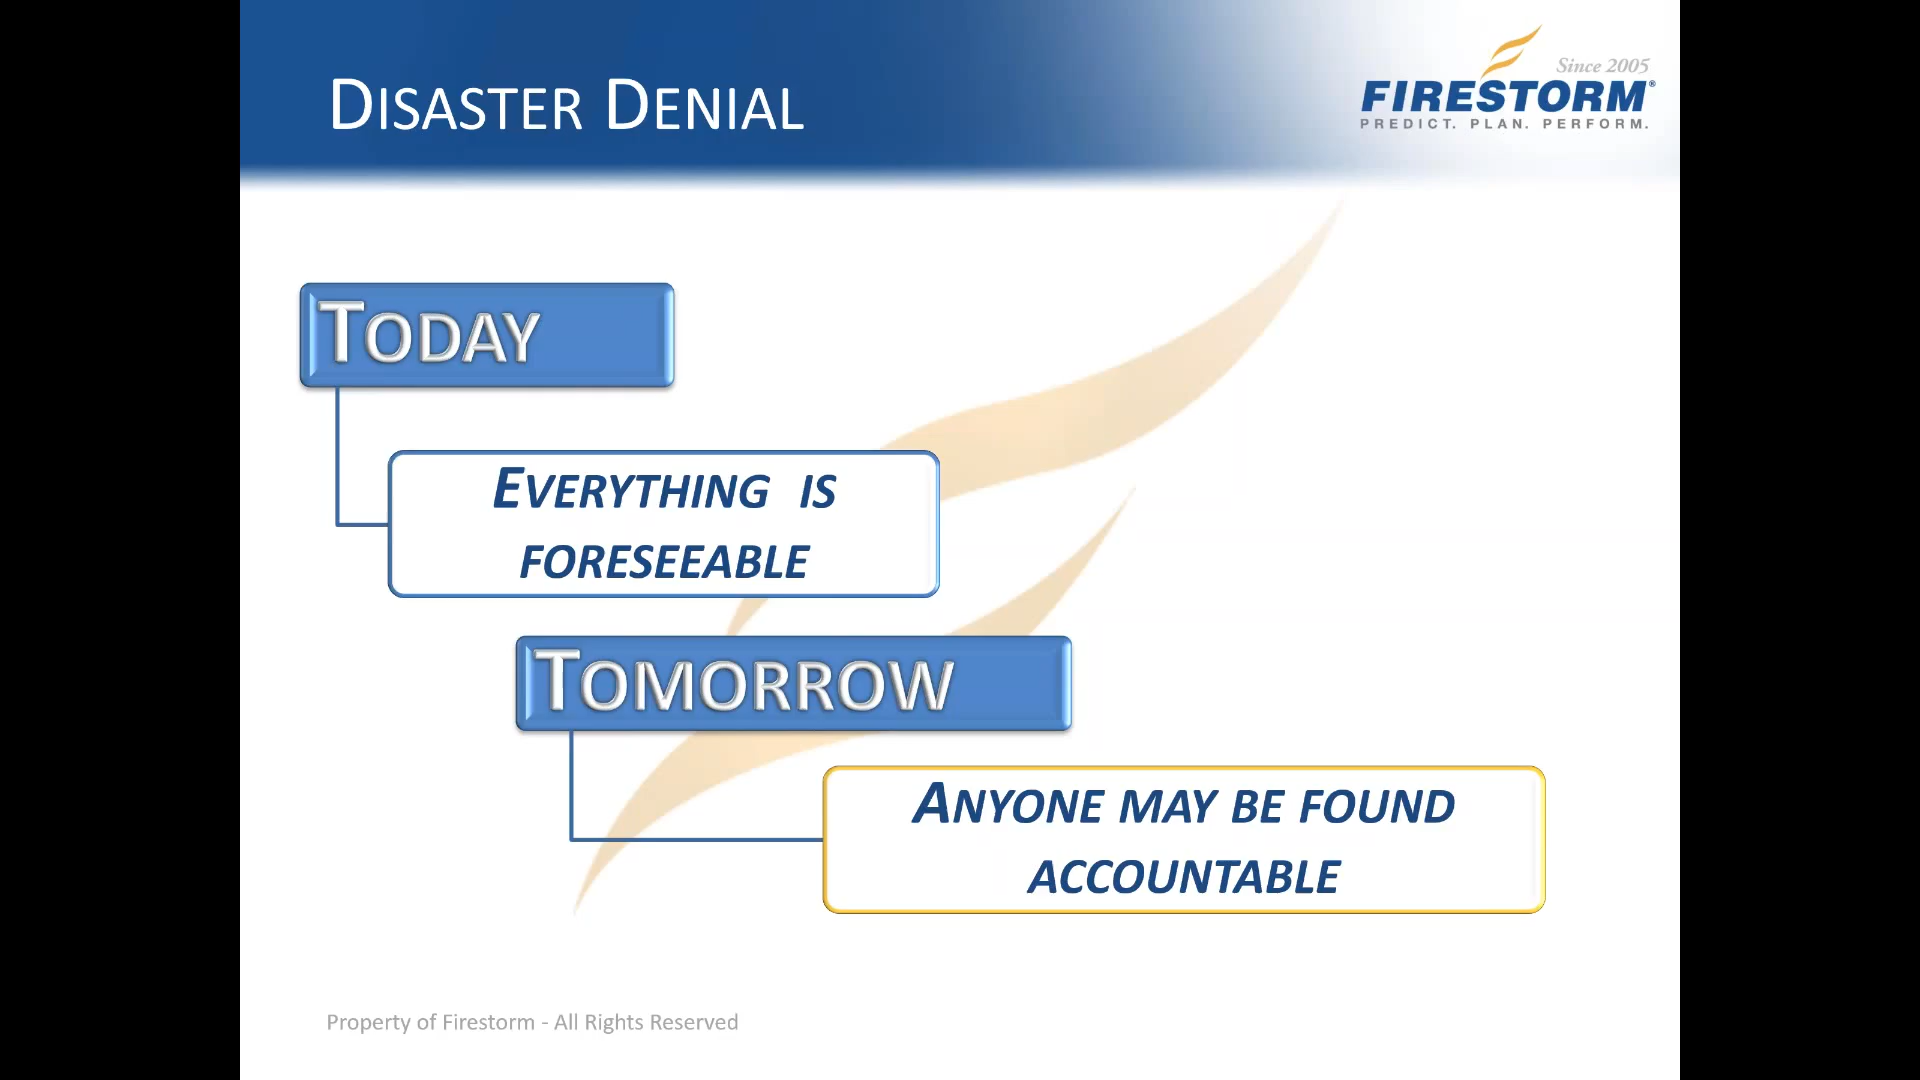 Disaster Denial
Since 2005
FIRESTORM®
PREDICT. PLAN. PERFORM.
Today
Everything is
foreseeable
Tomorrow
Anyone may be found
accountable
Property of Firestorm - All Rights Reserved